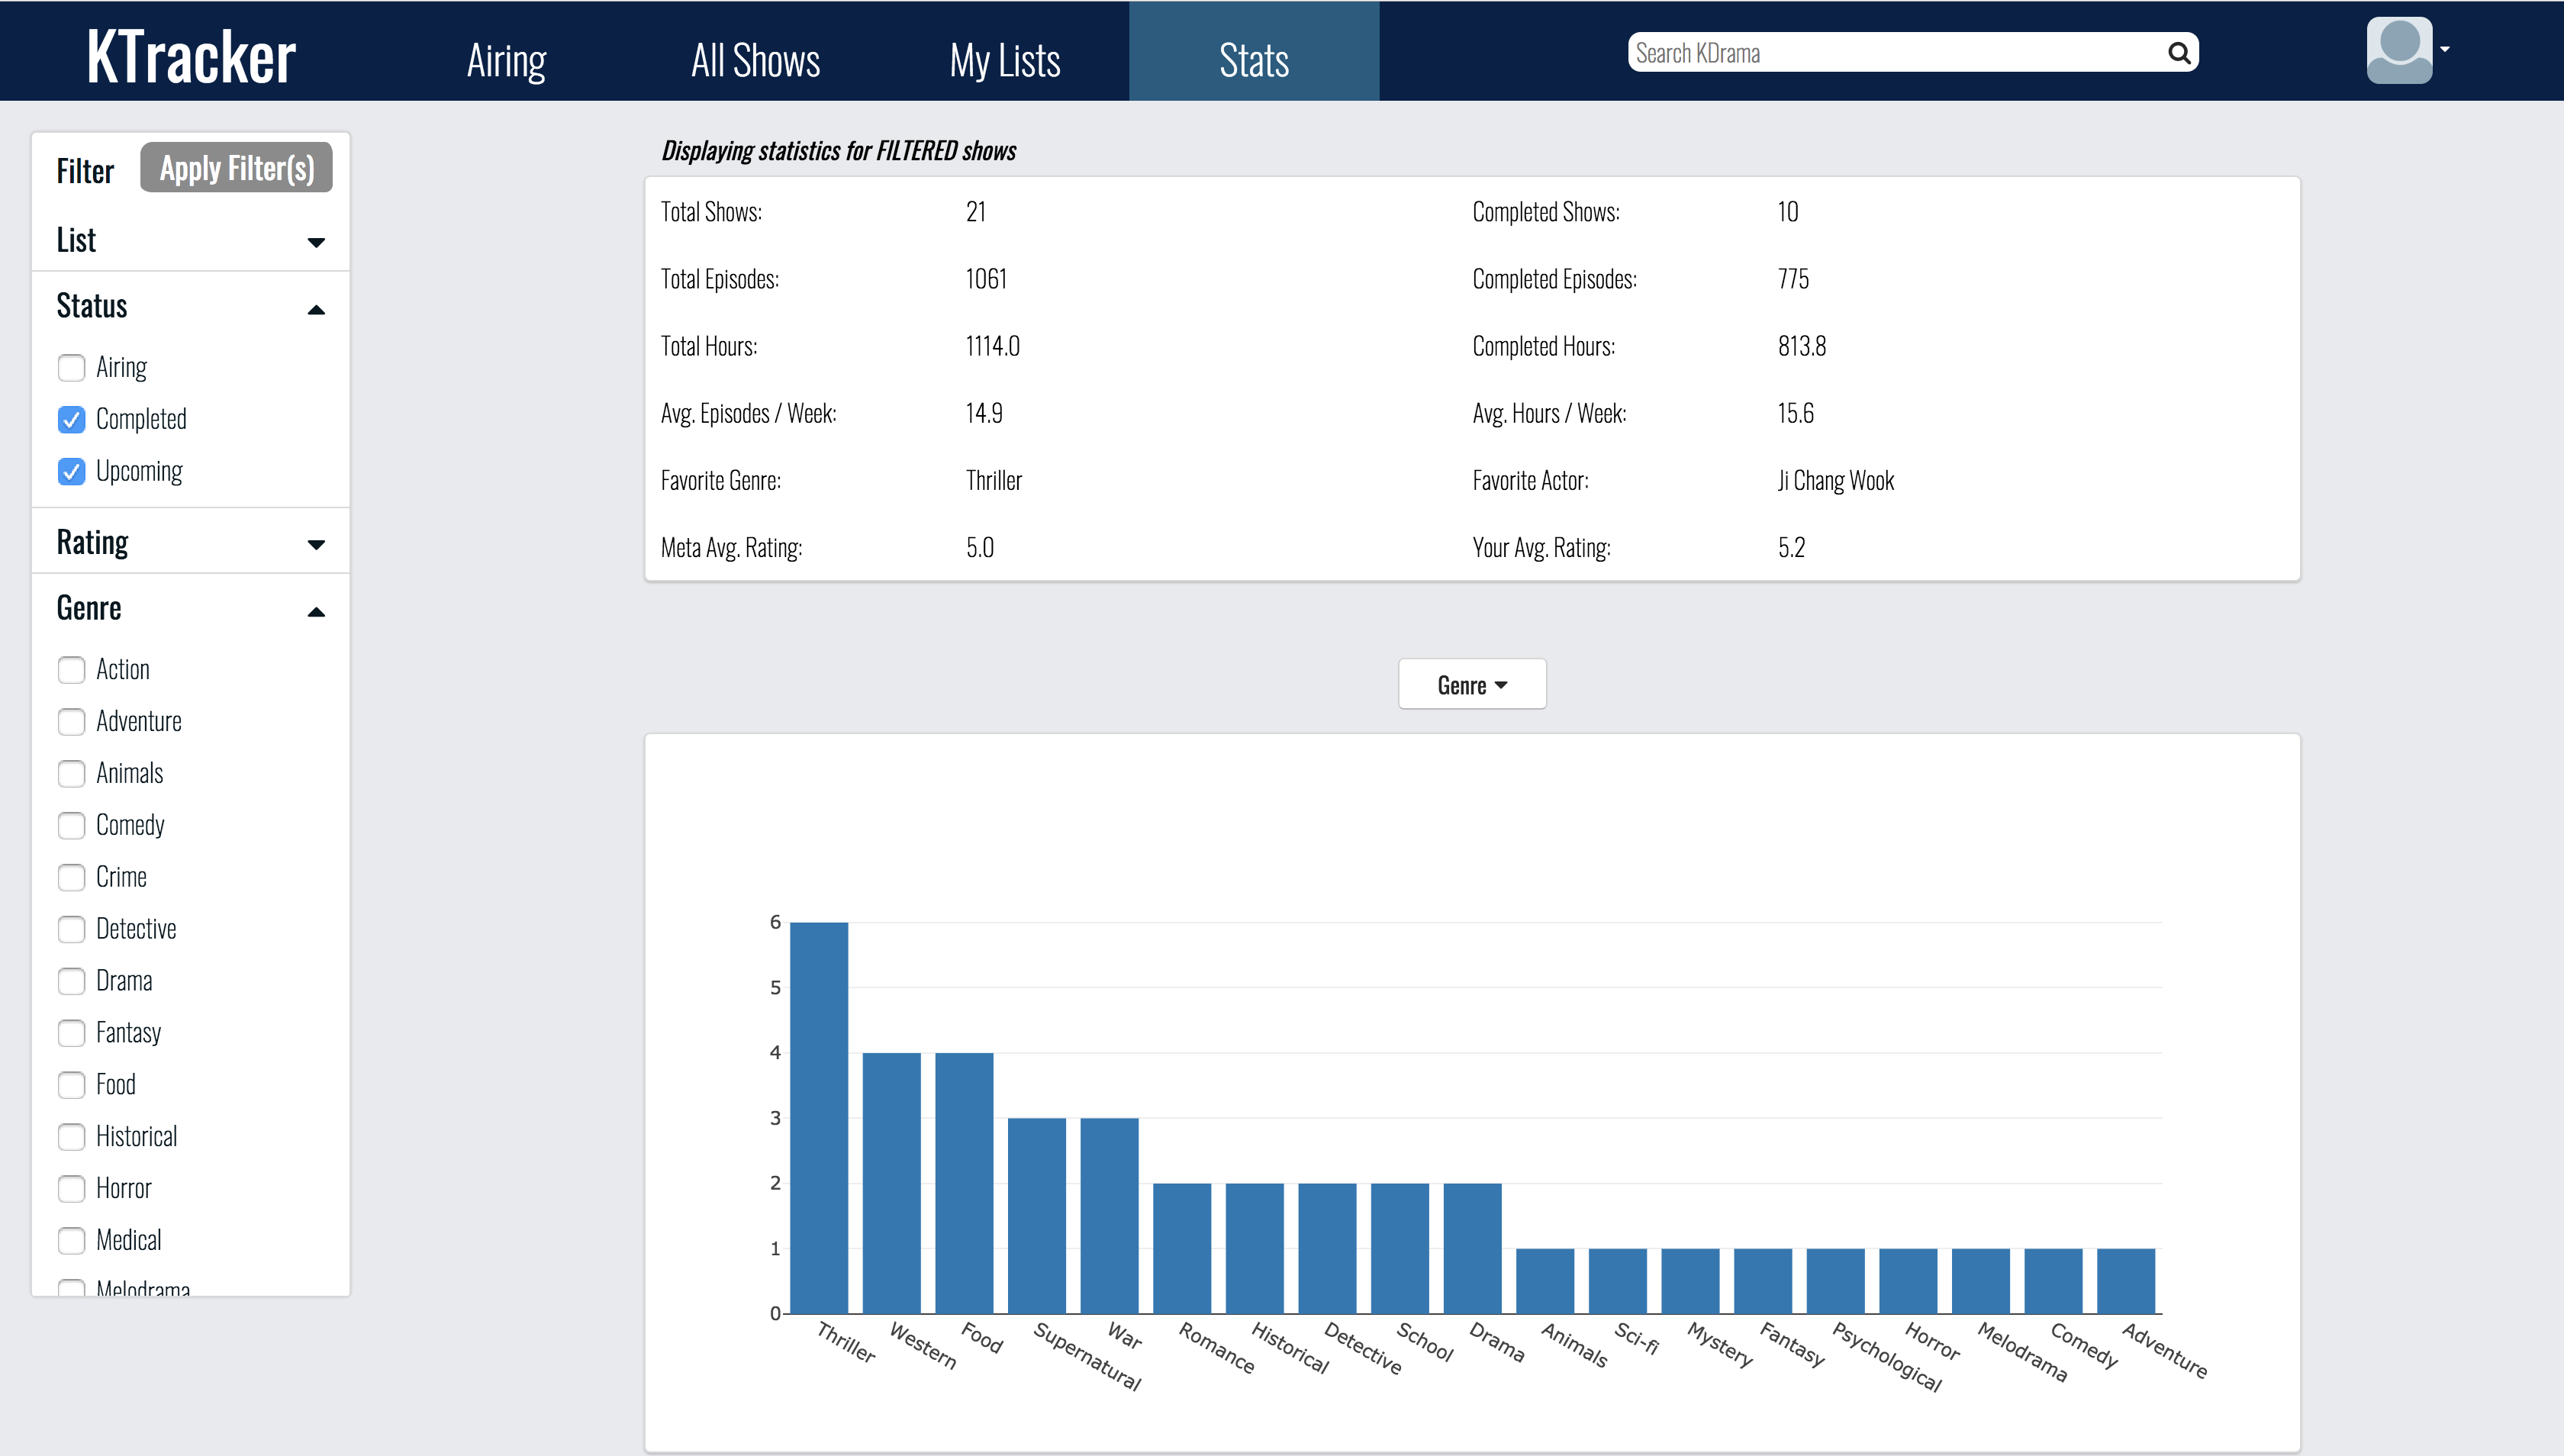 KTracker
Airing
All Shows
My Lists
Stats
Search KDrama
Filter
Apply Filter(s)
List
Status
Airing
Completed
Upcoming
Rating
Genre
Action
Adventure
Animals
Comedy
Crime
Detective
Drama
Fantasy
Food
Historical
Horror
Medical
Melodrama
Displaying statistics for FILTERED shows
Total Shows: 21
Completed Shows: 10
Total Episodes: 1061
Completed Episodes: 775
Total Hours: 1114.0
Completed Hours: 813.8
Avg. Episodes / Week: 14.9
Avg. Hours / Week: 15.6
Favorite Genre: Thriller
Favorite Actor: Ji Chang Wook
Meta Avg. Rating: 5.0
Your Avg. Rating: 5.2
Genre
6
5
4
3
2
1
0
Thriller
Western
Food
Supernatural
War
Romance
Historical
Detective
School
Drama
Animals
Sci-fi
Mystery
Fantasy
Psychological
Horror
Melodrama
Comedy
Adventure